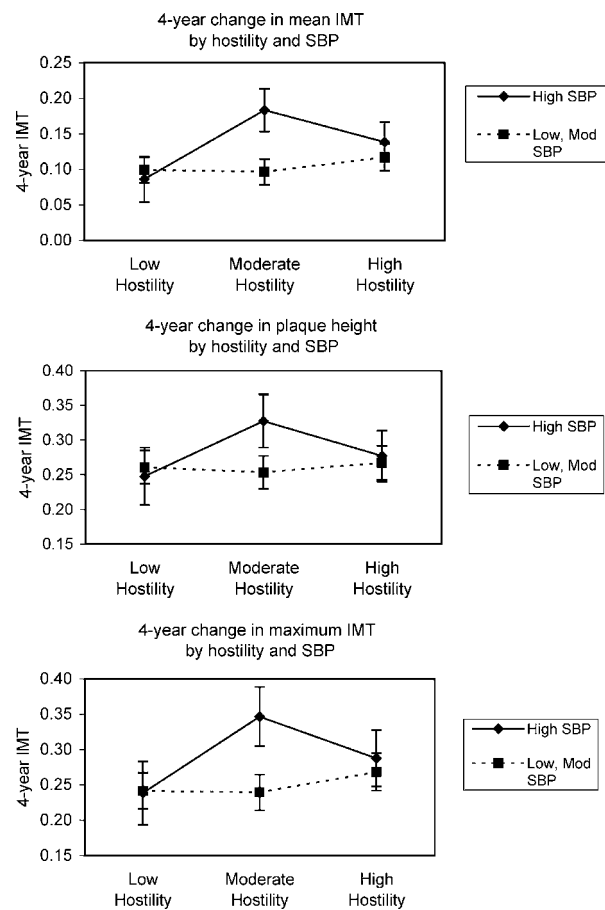 4-year change in mean IMT
by hostility and SBP
4-year IMT
0.25
0.20
0.15
0.10
0.05
0.00
Low
Hostility
Moderate
Hostility
High
Hostility
High SBP
Low, Mod
SBP
4-year change in plaque height
by hostility and SBP
4-year IMT
0.40
0.35
0.30
0.25
0.20
0.15
Low
Hostility
Moderate
Hostility
High
Hostility
High SBP
Low, Mod
SBP
4-year change in maximum IMT
by hostility and SBP
4-year IMT
0.40
0.35
0.30
0.25
0.20
0.15
Low
Hostility
Moderate
Hostility
High
Hostility
High SBP
Low, Mod
SBP